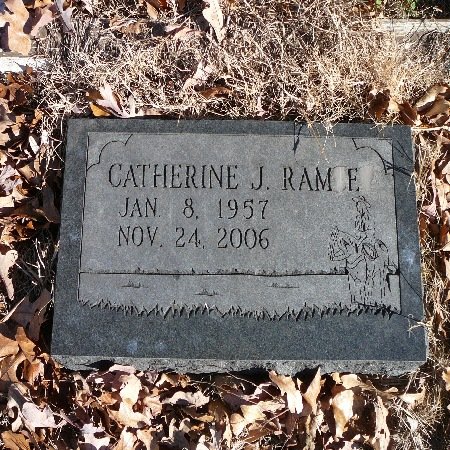 CATHERINE J.
JAN. 8, 1957
NOV. 24, 2006